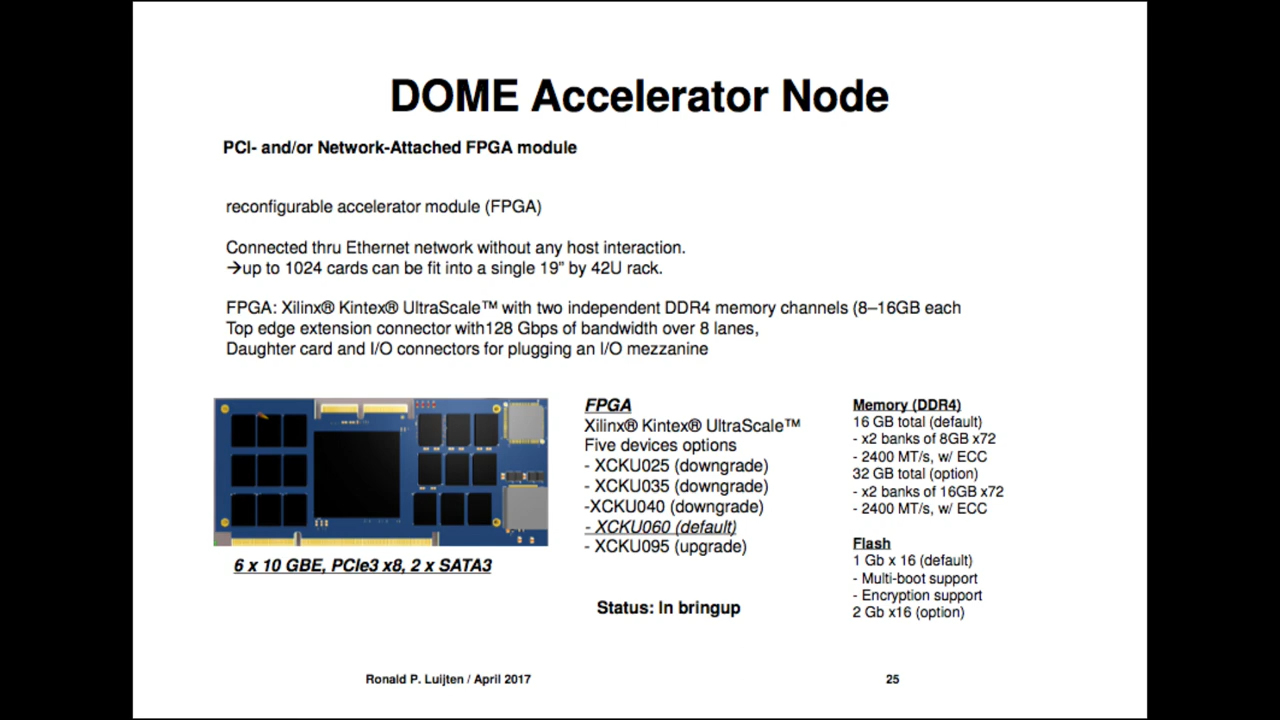 DOME Accelerator Node
PCI- and/or Network-Attached FPGA module
reconfigurable accelerator module (FPGA)
Connected thru Ethernet network without any host interaction.
→up to 1024 cards can be fit into a single 19” by 42U rack.
FPGA: Xilinx® Kintex® UltraScale™ with two independent DDR4 memory channels (8–16GB each
Top edge extension connector with128 Gbps of bandwidth over 8 lanes,
Daughter card and I/O connectors for plugging an I/O mezzanine
6 x 10 GBE, PCIe3 x8, 2 x SATA3
FPGA
Xilinx® Kintex® UltraScale™
Five devices options
- XCKU025 (downgrade)
- XCKU035 (downgrade)
-XCKU040 (downgrade)
- XCKU060 (default)
- XCKU095 (upgrade)
Status: In bringup
Memory (DDR4)
16 GB total (default)
- x2 banks of 8GB x72
- 2400 MT/s, w/ ECC
32 GB total (option)
- x2 banks of 16GB x72
- 2400 MT/s, w/ ECC
Flash
1 Gb x 16 (default)
- Multi-boot support
- Encryption support
2 Gb x16 (option)
Ronald P. Luijten / April 2017
25